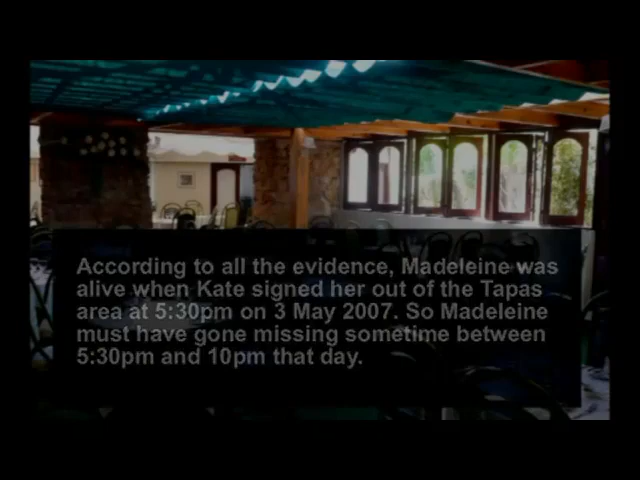 According to all the evidence, Madeleine was
alive when Kate signed her out of the Tapas
area at 5:30pm on 3 May 2007. So Madeleine
must have gone missing sometime between
5:30pm and 10pm that day.